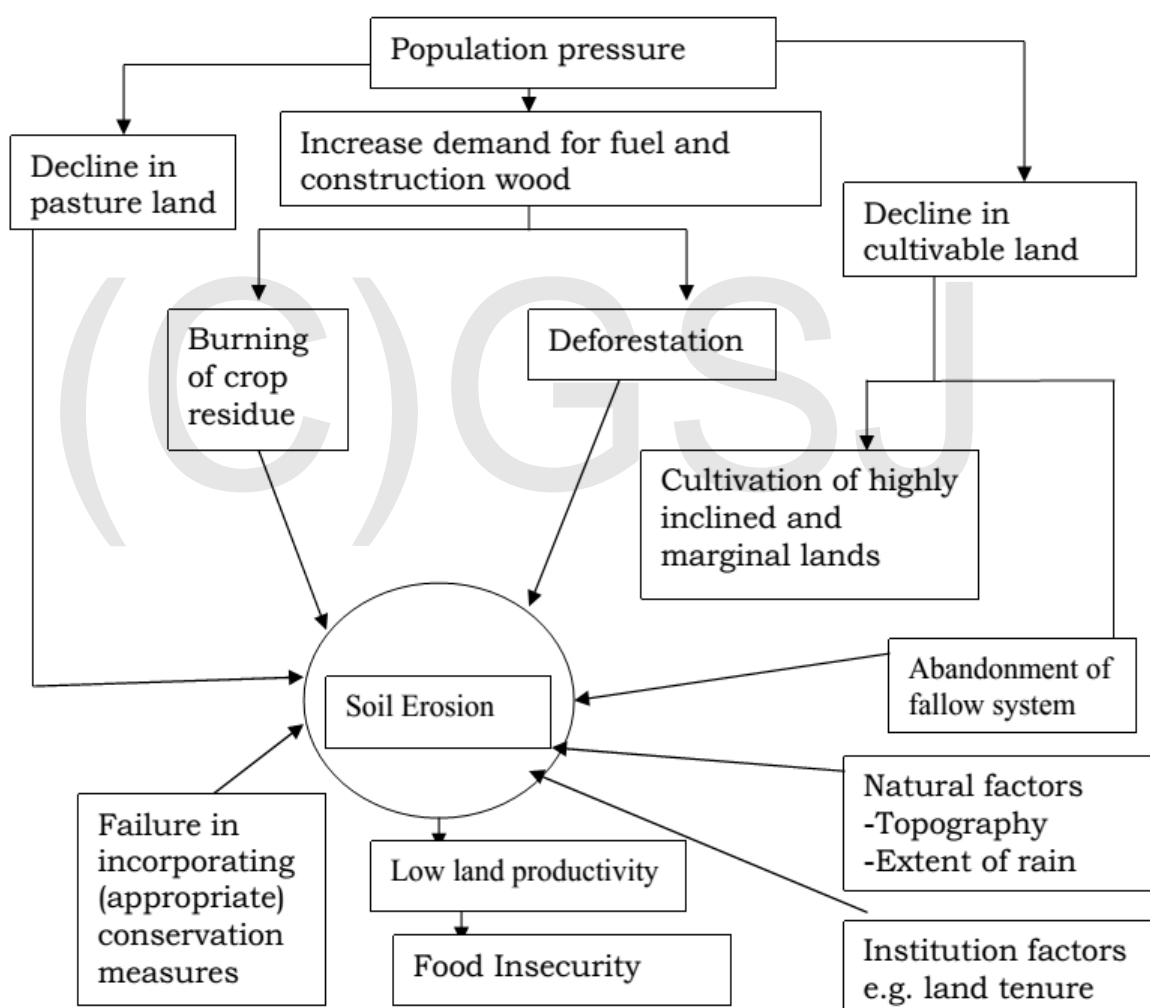 Population pressure
Decline in
pasture land
Increase demand for fuel and
construction wood
Decline in
cultivable land
Burning
of crop
residue
Deforestation
Cultivation of highly
inclined and
marginal lands
(C)GSJ
Soil Erosion
Abandonment of
fallow system
Failure in
incorporating
(appropriate)
conservation
measures
Low land productivity
Food Insecurity
Natural factors
-Topography
-Extent of rain
Institution factors
e.g. land tenure